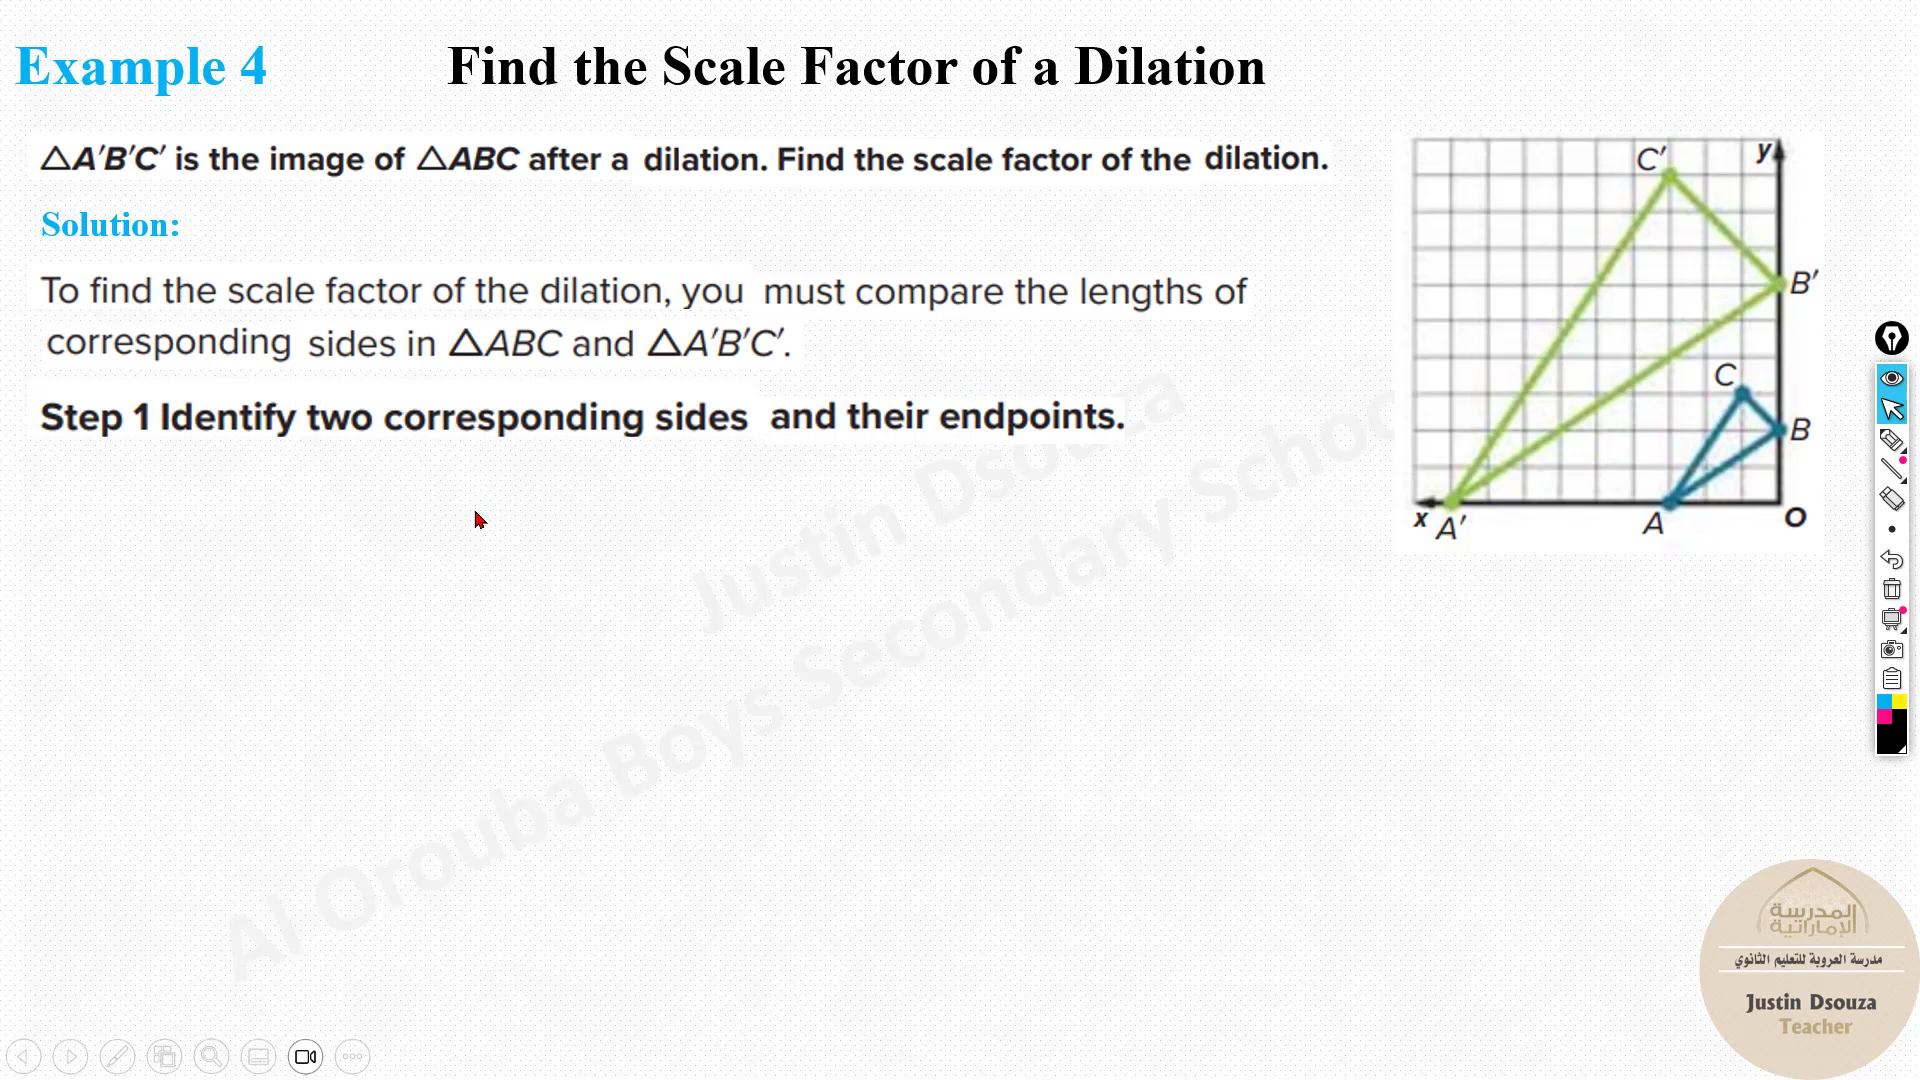 Example 4
Find the Scale Factor of a Dilation
△A′B′C′ is the image of △ABC after a dilation. Find the scale factor of the dilation.
Solution:
To find the scale factor of the dilation, you must compare the lengths of
corresponding sides in △ABC and △A′B′C′.
Step 1 Identify two corresponding sides and their endpoints.
C′
y
B′
C
B
x
A′
A
O
Justin Dsouza
Al Orouba Boys Secondary School
المدرسة
الإماراتية
مدرسة العروبة للتعليم الثانوي
Justin Dsouza
Teacher